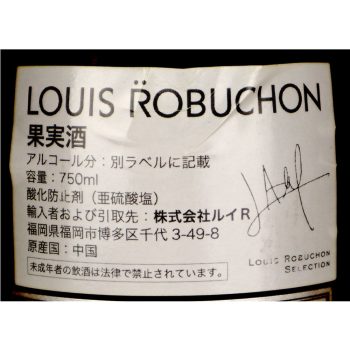 LOUIS ROBUCHON
果実酒
アルコール分：別ラベルに記載
容量：750ml
酸化防止剤（亜硫酸塩）
輸入者および引取先：株式会社ルイR
福岡県福岡市博多区千代 3-49-8
原産国：中国
未成年者の飲酒は法律で禁止されています。
LOUIS ROBUCHON
SELECTION